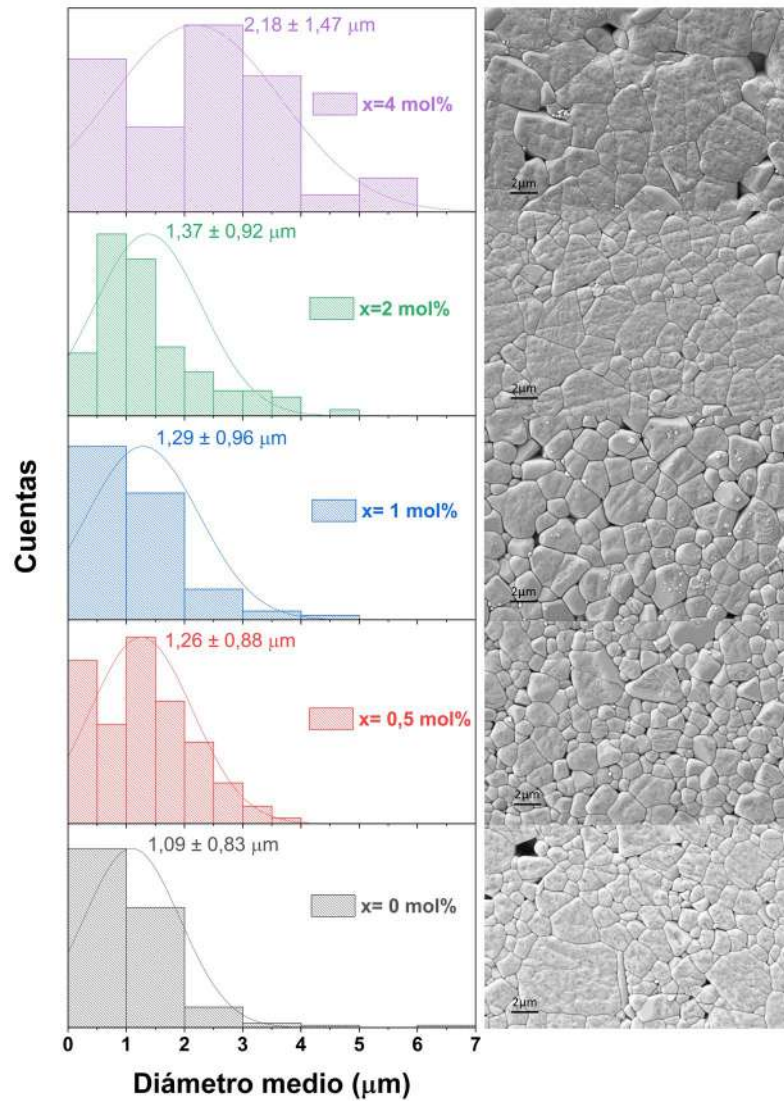 2,18 ± 1,47 μm
x=4 mol%
2μm
1,37 ± 0,92 μm
x=2 mol%
2μm
1,29 ± 0,96 μm
x= 1 mol%
2μm
1,26 ± 0,88 μm
x= 0,5 mol%
2μm
1,09 ± 0,83 μm
x= 0 mol%
2μm
Cuentas
0 1 2 3 4 5 6 7
Diámetro medio (μm)